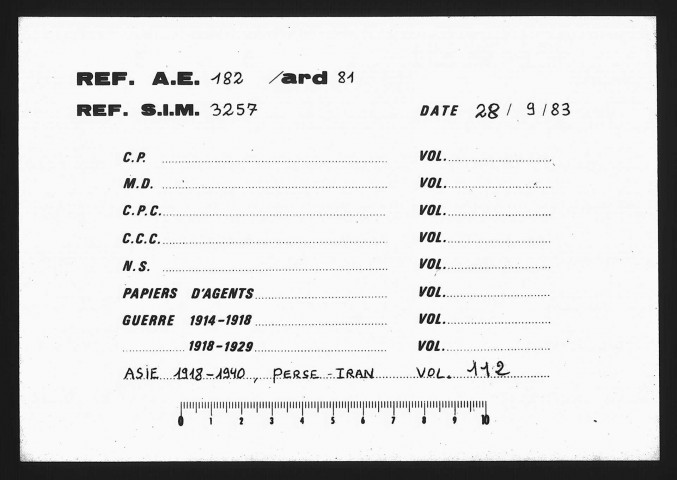 REF. A.E. 182 /ard 81
REF. S.I.M. 3257 DATE 28 / 9 / 83
C.P. VOL.
M.D. VOL.
C.P.C. VOL.
C.C.C. VOL.
N.S. VOL.
PAPIERS D'AGENTS VOL.
GUERRE 1914-1918 VOL.
1918-1929 VOL.
ASIE 1918-1940, PERSE-IRAN VOL. 112
0 1 2 3 4 5 6 7 8 9 10